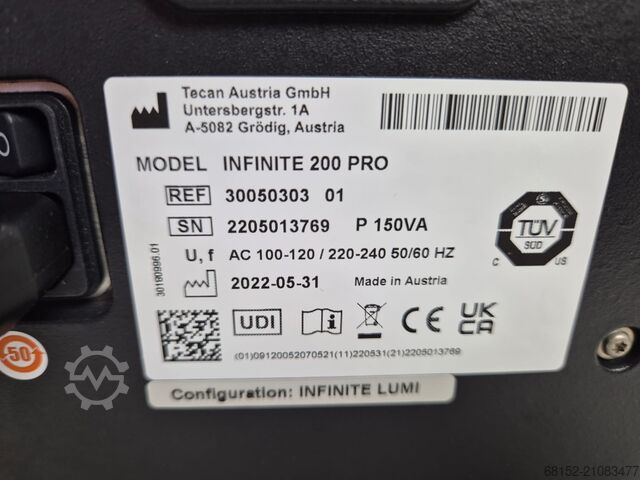 Tecan Austria GmbH
Untersbergstr. 1A
A-5082 Grödig, Austria
MODEL INFINITE 200 PRO
REF 30050303 01
SN 2205013769 P 150VA
U, f AC 100-120 / 220-240 50/60 HZ
2022-05-31 Made in Austria
30190996.01
TÜV
SÜD
C US
UDI i CE UK
CA
(01)09120052070521(11)220531(21)2205013769
Configuration: INFINITE LUMI
50
68152-21083477